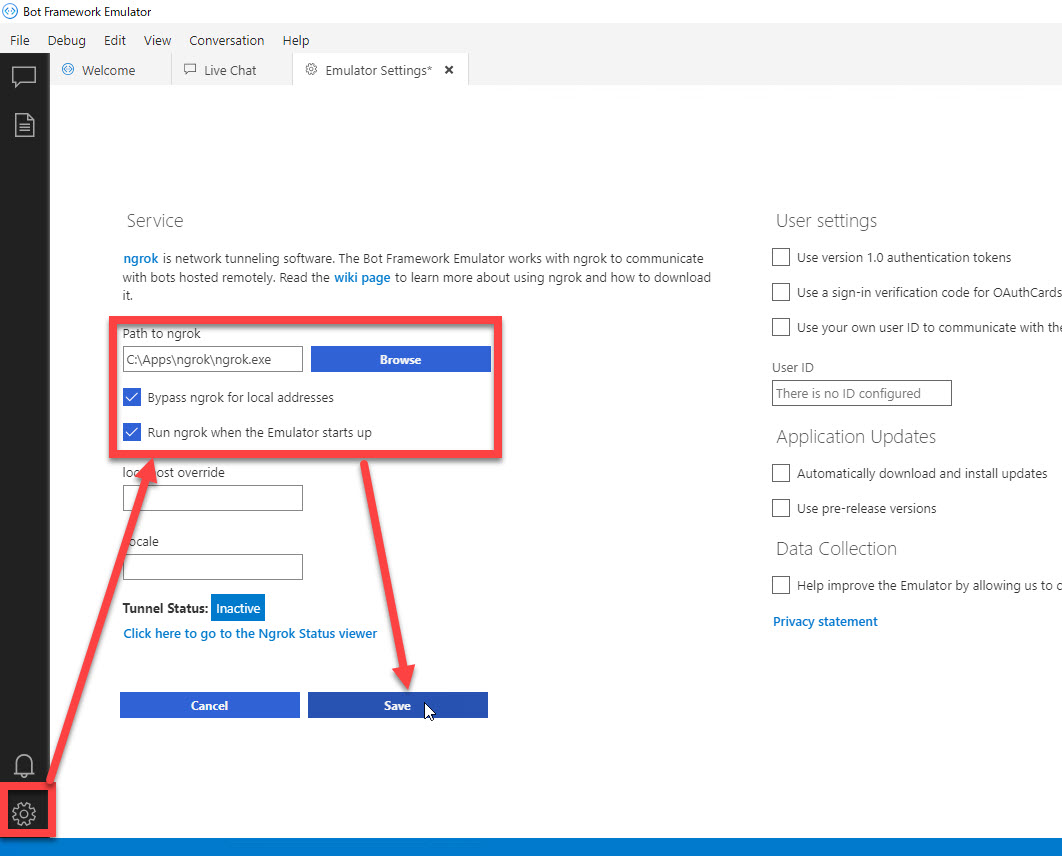 Bot Framework Emulator
File Debug Edit View Conversation Help
Welcome Live Chat Emulator Settings*
Service
ngrok is network tunneling software. The Bot Framework Emulator works with ngrok to communicate
with bots hosted remotely. Read the wiki page to learn more about using ngrok and how to download
it.
Path to ngrok
C:\Apps\ngrok\ngrok.exe Browse
Bypass ngrok for local addresses
Run ngrok when the Emulator starts up
override
Tunnel Status: Inactive
Click here to go to the Ngrok Status viewer
Cancel Save
User settings
Use version 1.0 authentication tokens
Use a sign-in verification code for OAuthCards
Use your own user ID to communicate with the
User ID
There is no ID configured
Application Updates
Automatically download and install updates
Use pre-release versions
Data Collection
Help improve the Emulator by allowing us to
Privacy statement